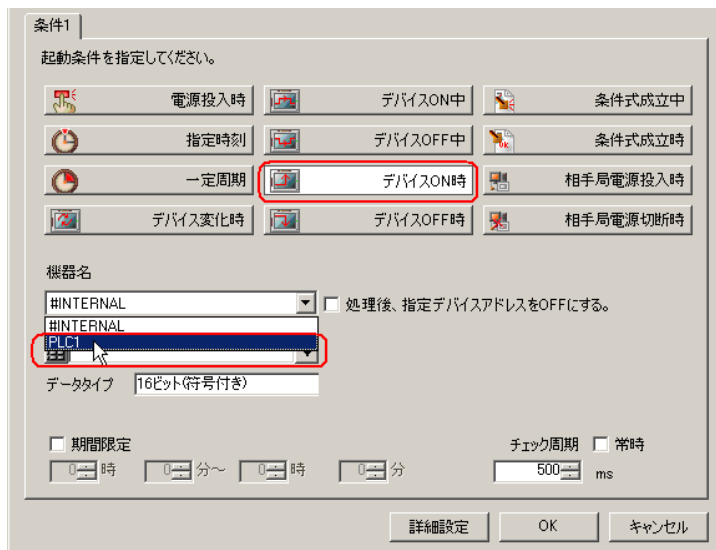 条件1
起動条件を指定してください。
電源投入時 デバイスON中 条件式成立中
指定時刻 デバイスOFF中 条件式成立時
一定周期 デバイスON時 相手局電源投入時
デバイス変化時 デバイスOFF時 相手局電源切断時
機器名
#INTERNAL 処理後、指定デバイスアドレスをOFFにする。
#INTERNAL
PLC1
データタイプ 16ビット(符号付き)
期間限定 チェック周期 常時
0 時 0 分～ 0 時 0 分 500 ms
詳細設定 OK キャンセル